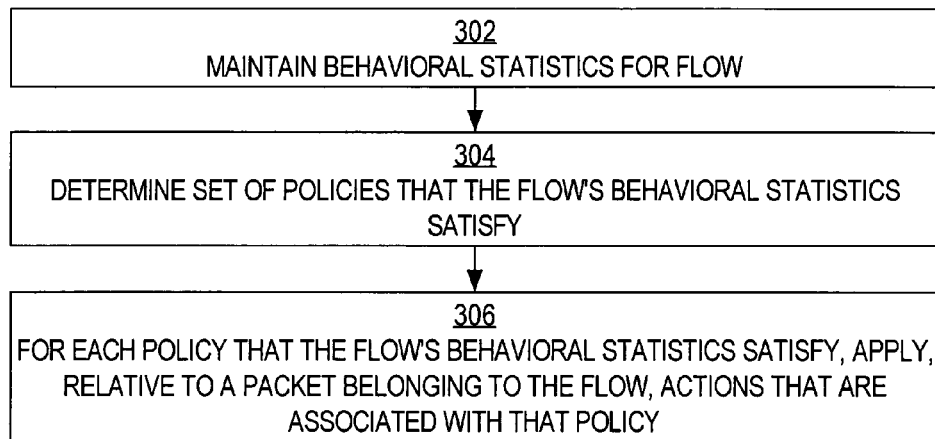 302
MAINTAIN BEHAVIORAL STATISTICS FOR FLOW
304
DETERMINE SET OF POLICIES THAT THE FLOW'S BEHAVIORAL STATISTICS
SATISFY
306
FOR EACH POLICY THAT THE FLOW'S BEHAVIORAL STATISTICS SATISFY, APPLY,
RELATIVE TO A PACKET BELONGING TO THE FLOW, ACTIONS THAT ARE
ASSOCIATED WITH THAT POLICY